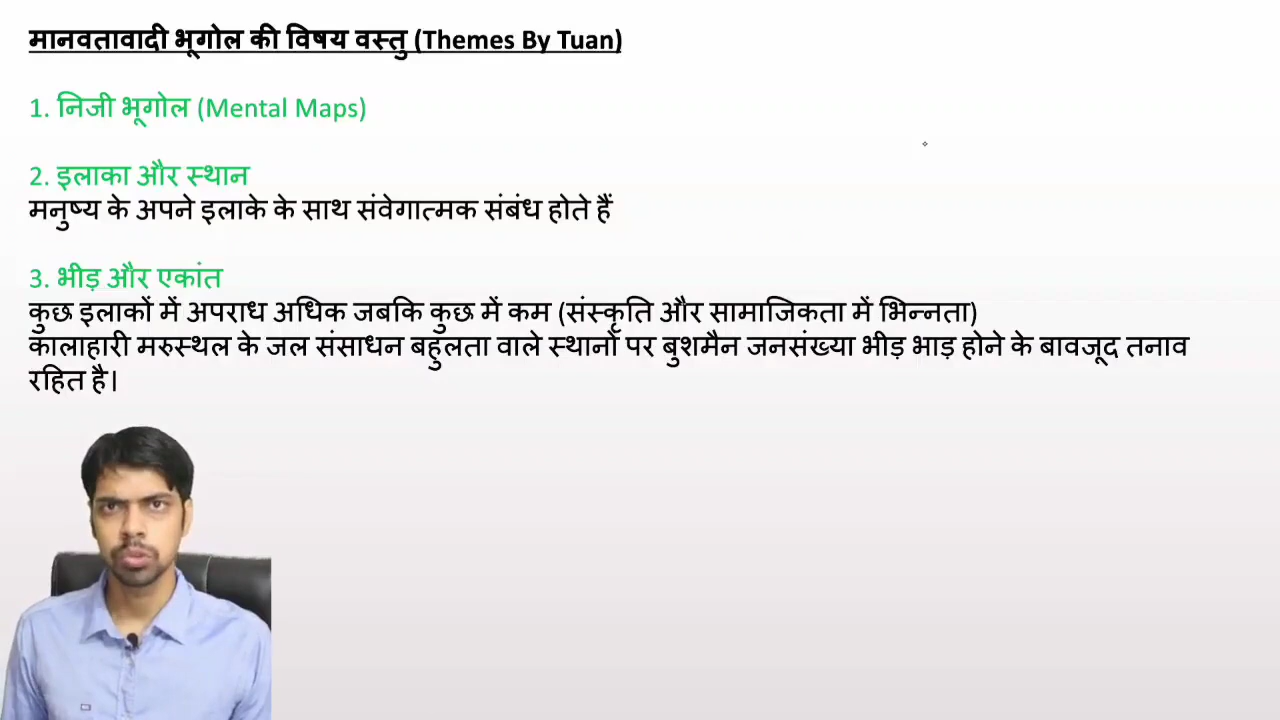 मानवतावादी भूगोल की विषय वस्तु (Themes By Tuan)
1. निजी भूगोल (Mental Maps)
2. इलाका और स्थान
मनुष्य के अपने इलाके के साथ संवेगात्मक संबंध होते हैं
3. भीड़ और एकांत
कुछ इलाकों में अपराध अधिक जबकि कुछ में कम (संस्कृति और सामाजिकता में भिन्नता)
कालाहारी मरुस्थल के जल संसाधन बहुलता वाले स्थानों पर बुशमैन जनसंख्या भीड़ भाड़ होने के बावजूद तनाव
रहित है।